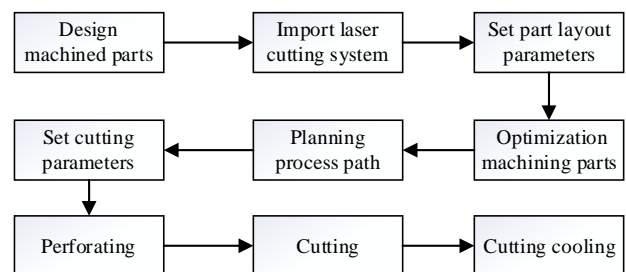 Design
machined parts
Import laser
cutting system
Set part layout
parameters
Optimization
machining parts
Planning
process path
Set cutting
parameters
Perforating
Cutting
Cutting cooling